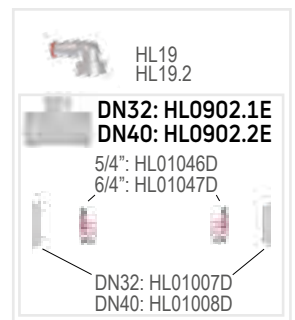 HL19
HL19.2
DN32: HL0902.1E
DN40: HL0902.2E
5/4”: HL01046D
6/4”: HL01047D
DN32: HL01007D
DN40: HL01008D